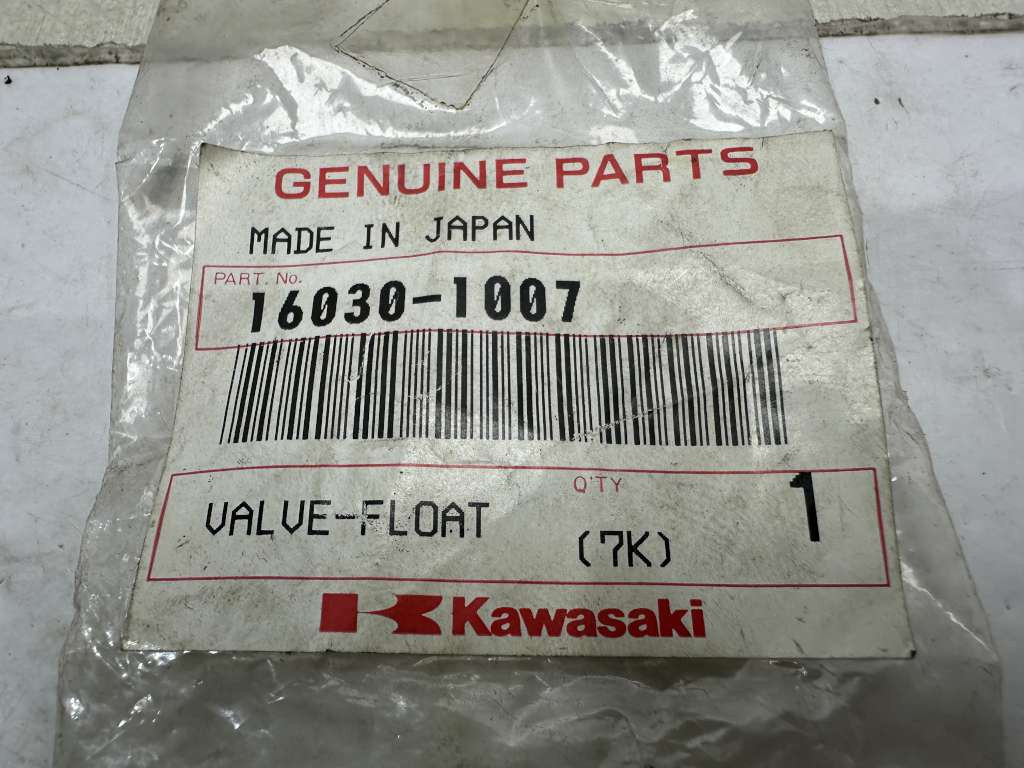 GENUINE PARTS
MADE IN JAPAN
PART. No.
16030-1007
VALVE-FLOAT
Q'TY
(7K)
1
Kawasaki